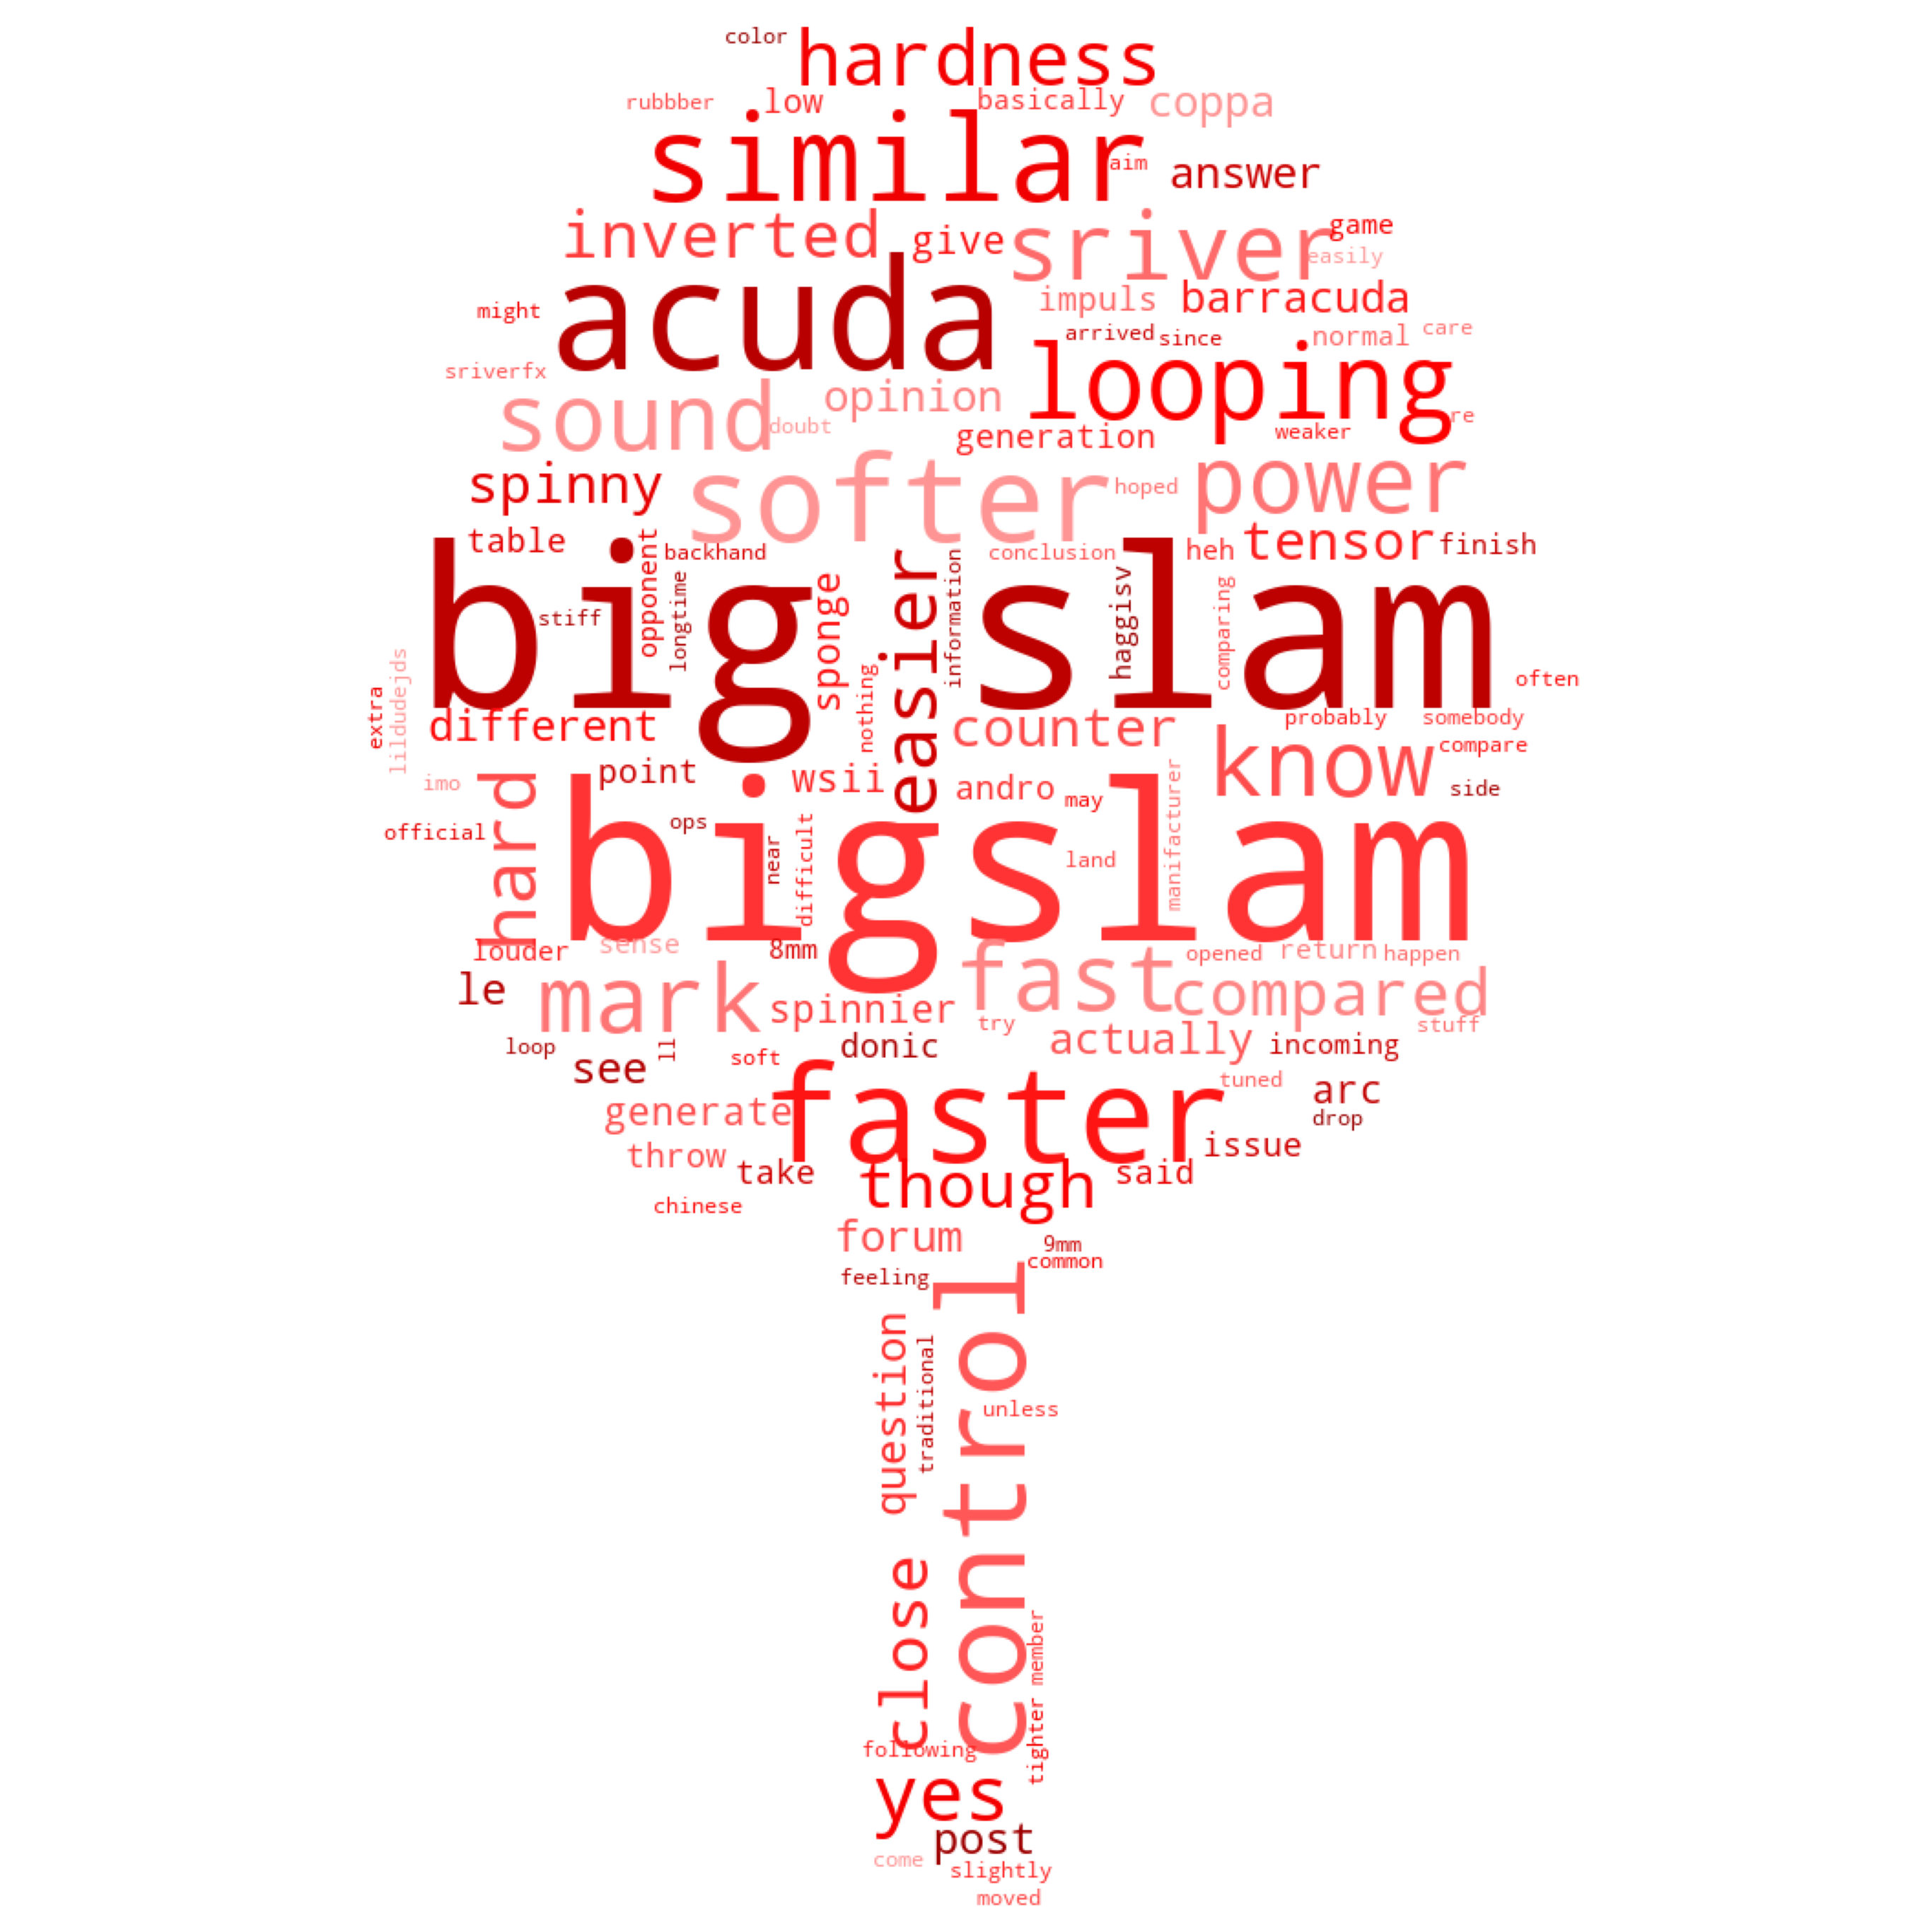 color hardness
rubbber low basically coppa
similar aim answer
inverted give sriver game
easily
acuda impuls barracuda
might arrived since normal care
sriverfx looping
sound opinion re
doubt generation weaker
spinny softer hoped power
table opponent backhand easier information conclusion heh tensor finish
big slam
stiff longtime sponge haggisv comparing often
extra lildudejds nothing
different counter probably somebody
know compare
imo hard point wsii andro may manifacturer side
official ops bigslam
near difficult land
louder sense 8mm fast opened return happen
le mark spinnier compared
try stuff
loop ll soft donic actually incoming
see faster tuned arc
generate drop
throw take though said issue
chinese
forum 9mm
common
feeling control
question traditional unless
close member
tighter
following
yes
post
come slightly
moved